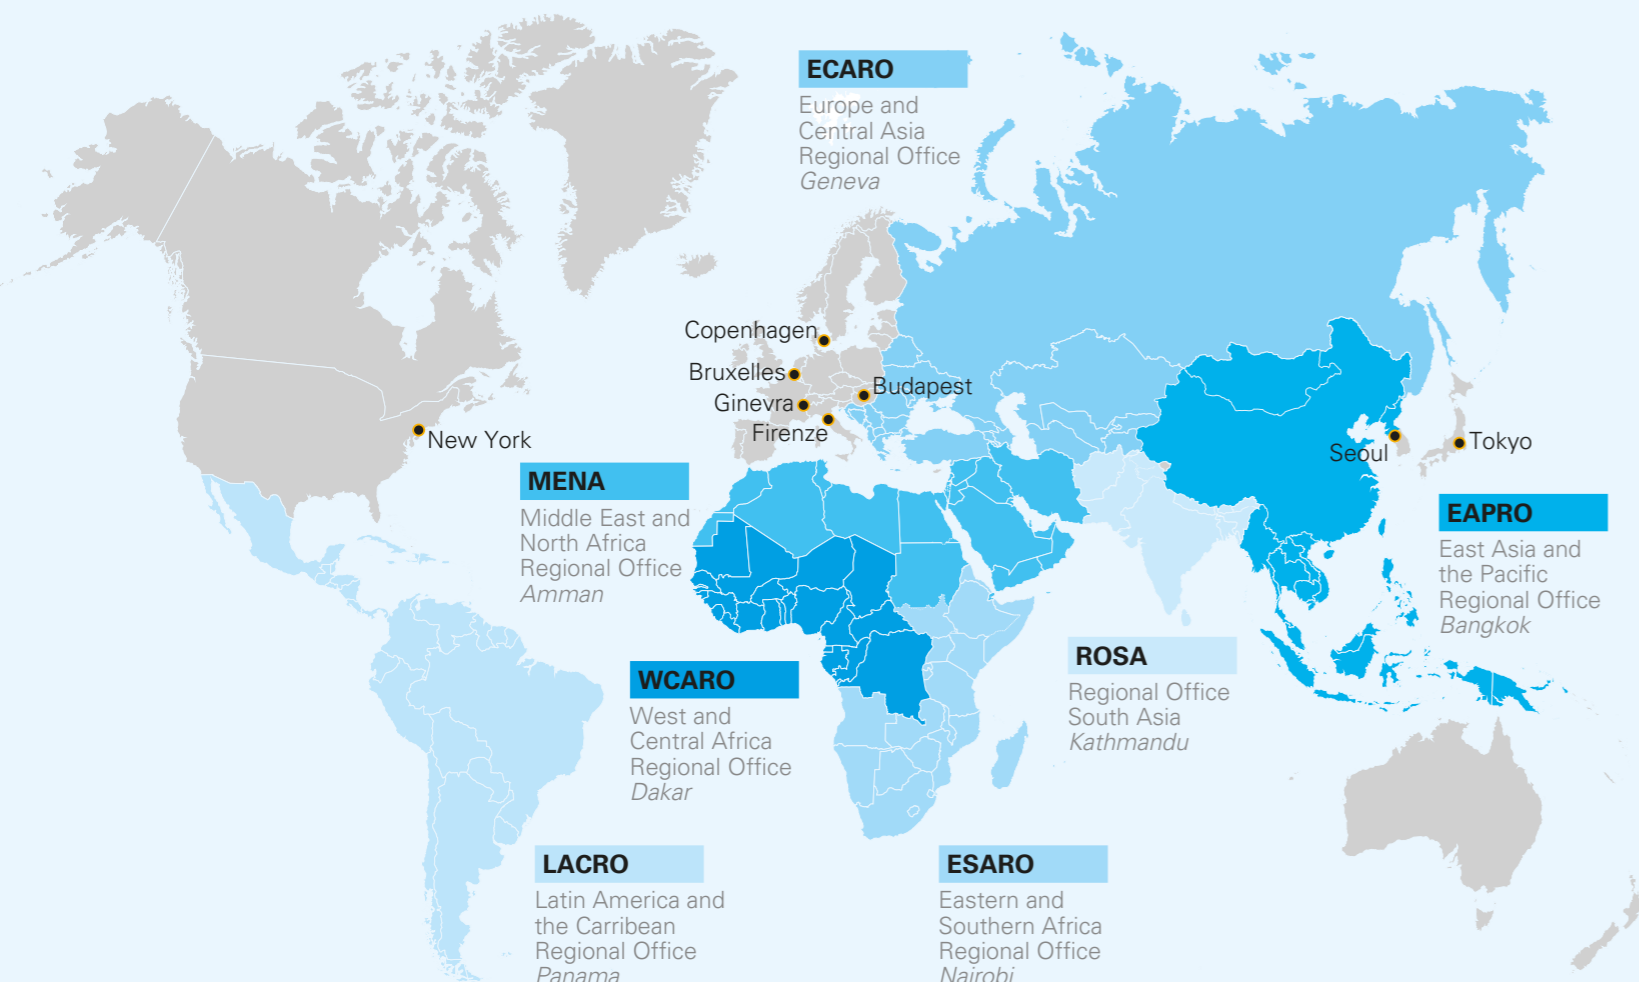 ECARO
Europe and
Central Asia
Regional Office
Geneva
Copenhagen
Bruxelles
Ginevra
Budapest
Firenze
New York
Seoul
Tokyo
MENA
Middle East and
North Africa
Regional Office
Amman
EAPRO
East Asia and
the Pacific
Regional Office
Bangkok
ROSA
Regional Office
South Asia
Kathmandu
WCARO
West and
Central Africa
Regional Office
Dakar
LACRO
Latin America and
the Carribean
Regional Office
Panama
ESARO
Eastern and
Southern Africa
Regional Office
Nairobi